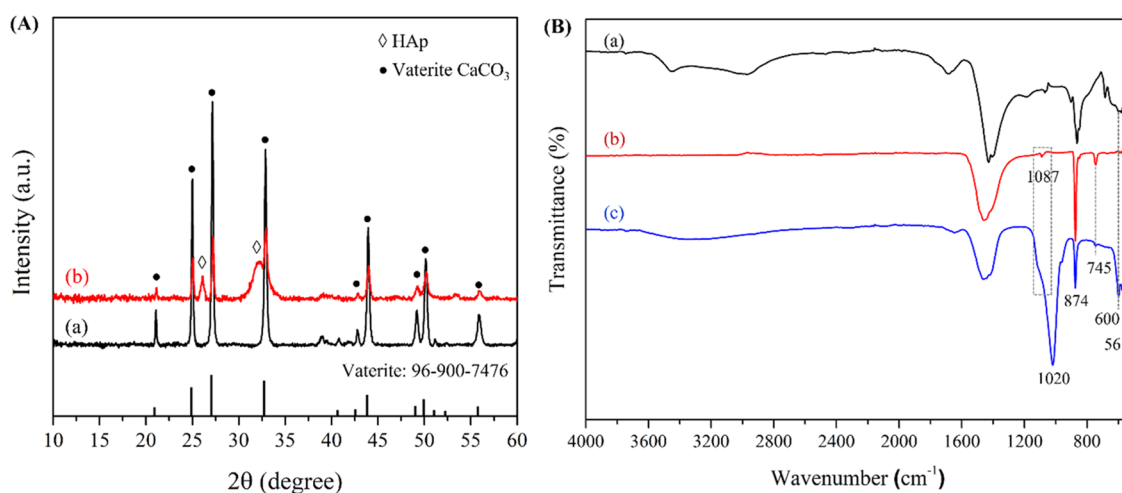 (A)
◊ HAp
● Vaterite CaCO₃
(b)
(a)
Vaterite: 96-900-7476
Intensity (a.u.)
10 15 20 25 30 35 40 45 50 55 60
2θ (degree)
(B)
(a)
(b)
1087
(c)
745
874
600
56
1020
Transmittance (%)
4000 3600 2800 2000 1600 1200 800
Wavenumber (cm⁻¹)